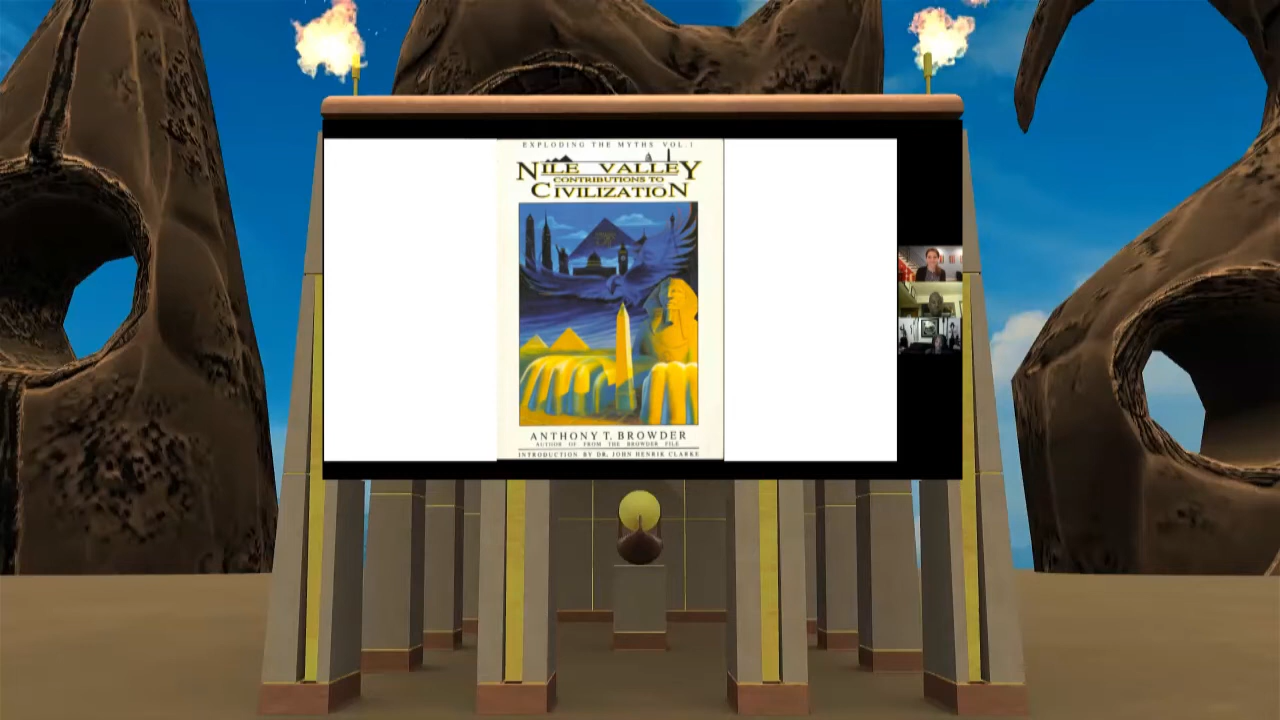 EXPLODING THE MYTHS VOL. 1
NILE VALLEY
CONTRIBUTIONS TO
CIVILIZATION
ANTHONY T. BROWDER
AUTHOR OF FROM THE BROWDER FILE
INTRODUCTION BY DR. JOHN HENRIK CLARKE